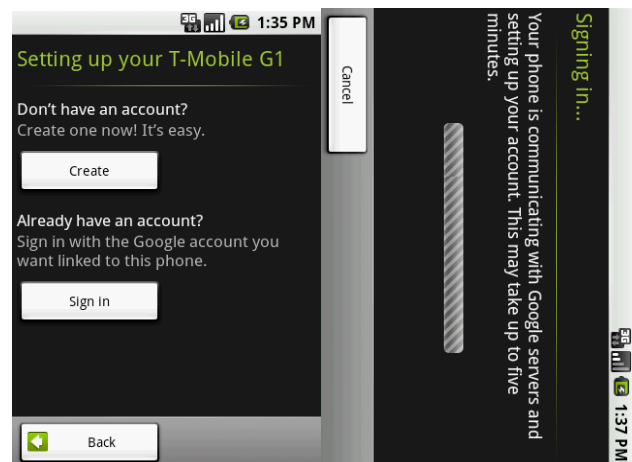 3G 1:35 PM
Setting up your T-Mobile G1
Don't have an account?
Create one now! It's easy.
Create
Already have an account?
Sign in with the Google account you
want linked to this phone.
Sign in
Back
3G 1:37 PM
Signing in...
Your phone is communicating with Google servers and
setting up your account. This may take up to five
minutes.
Cancel